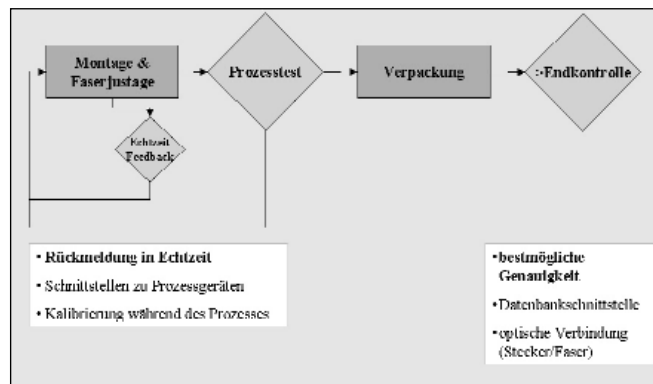 Montage &
Faserjustage
Prozesstest
Verpackung
Endkontrolle
Echtzeit
Feedback
• Rückmeldung in Echtzeit
• Schnittstellen zu Prozessgeräten
• Kalibrierung während des Prozesses
• bestmögliche
Genauigkeit
• Datenbankschnittstelle
• optische Verbindung
(Stecker/Faser)